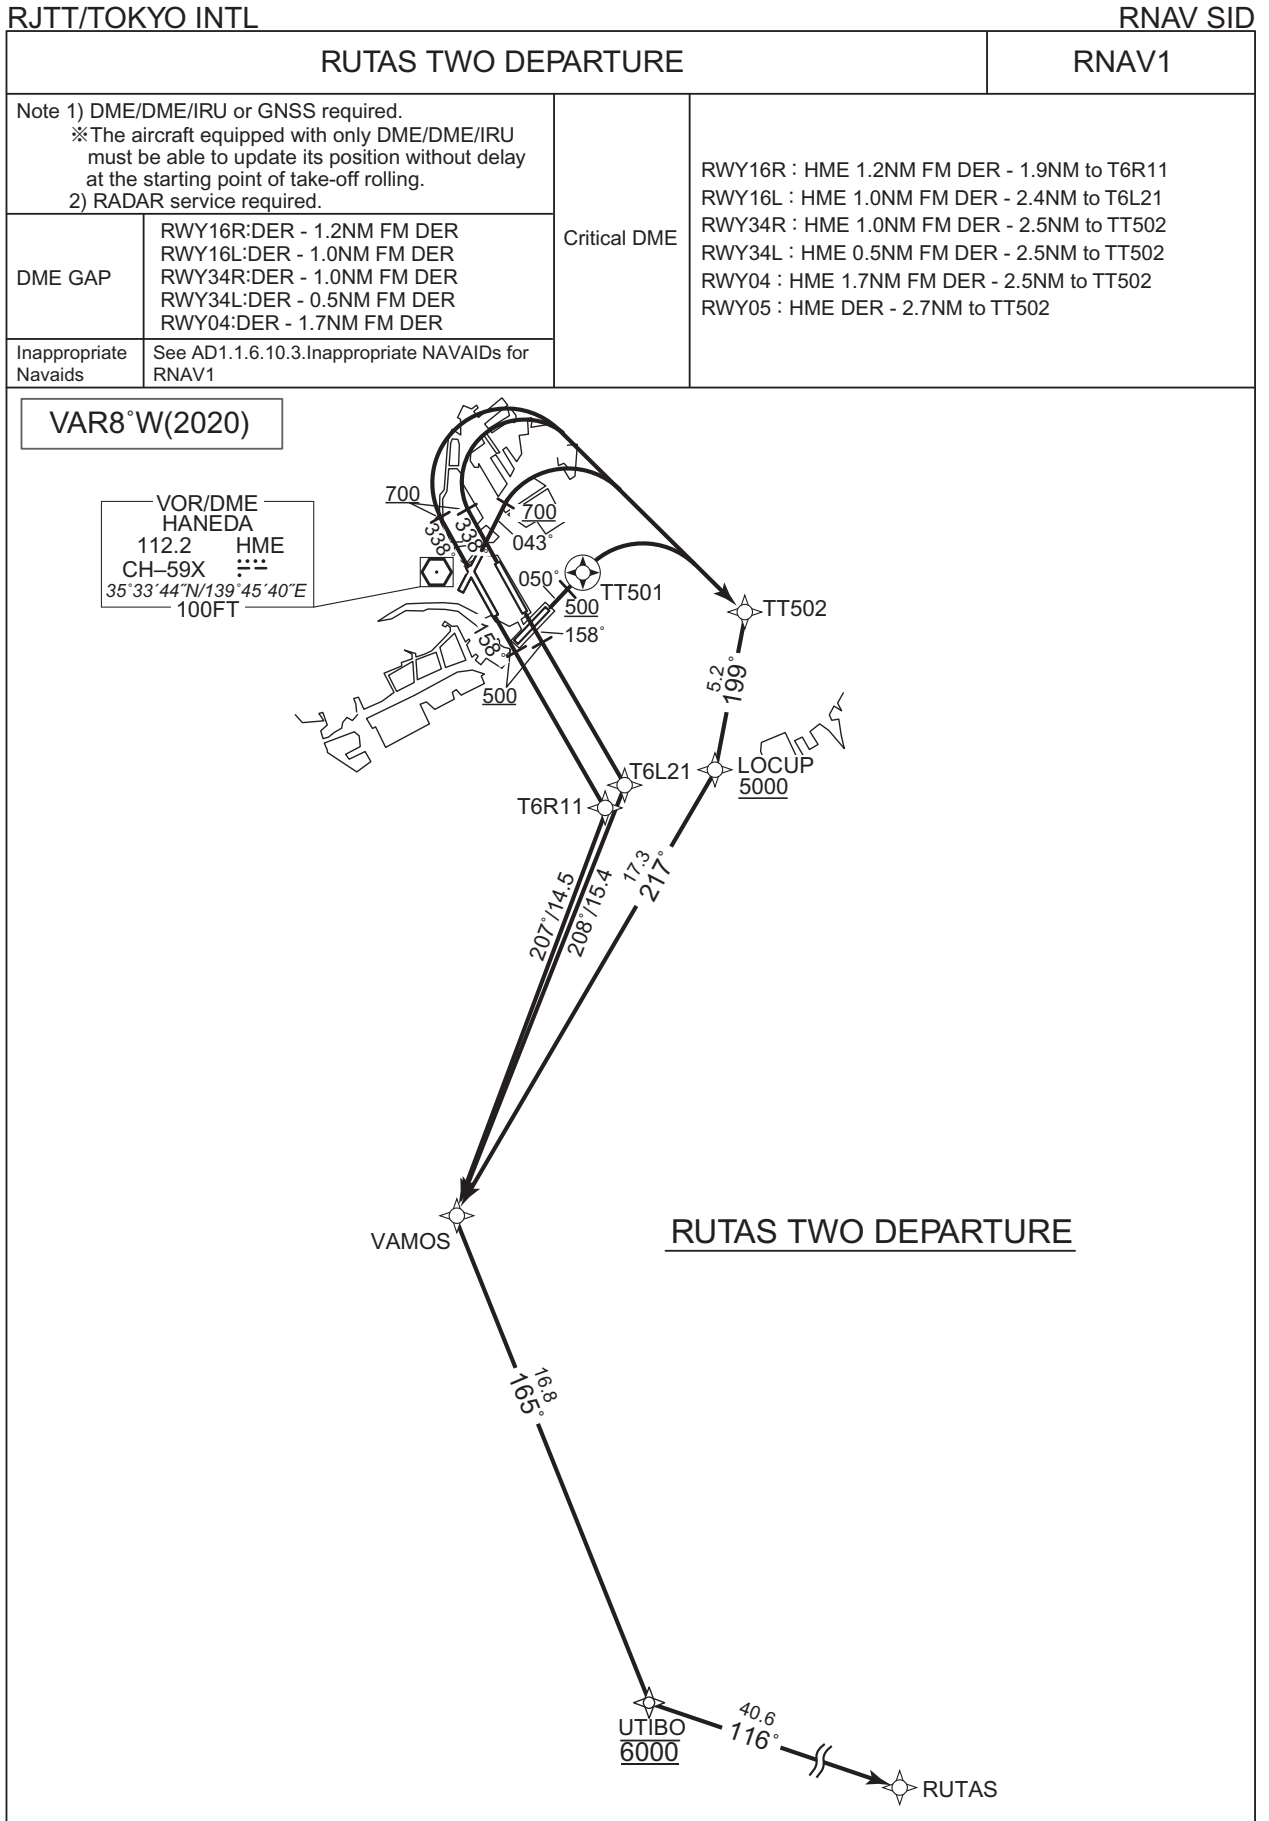 RJTT/TOKYO INTL
RNAV SID
RUTAS TWO DEPARTURE
RNAV1
Note 1) DME/DME/IRU or GNSS required.
※The aircraft equipped with only DME/DME/IRU
must be able to update its position without delay
at the starting point of take-off rolling.
2) RADAR service required.
DME GAP
RWY16R:DER - 1.2NM FM DER
RWY16L:DER - 1.0NM FM DER
RWY34R:DER - 1.0NM FM DER
RWY34L:DER - 0.5NM FM DER
RWY04:DER - 1.7NM FM DER
Inappropriate
Navaids
See AD1.1.6.10.3.Inappropriate NAVAIDs for
RNAV1
Critical DME
RWY16R : HME 1.2NM FM DER - 1.9NM to T6R11
RWY16L : HME 1.0NM FM DER - 2.4NM to T6L21
RWY34R : HME 1.0NM FM DER - 2.5NM to TT502
RWY34L : HME 0.5NM FM DER - 2.5NM to TT502
RWY04 : HME 1.7NM FM DER - 2.5NM to TT502
RWY05 : HME DER - 2.7NM to TT502
VAR8°W(2020)
VOR/DME
HANEDA
112.2 HME
CH–59X
35°33´44˝N/139°45´40˝E
100FT
700
700
338°
338°
043°
050°
TT501
500
158°
158°
500
TT502
5.2
199°
LOCUP
5000
T6L21
T6R11
17.3
217°
207°/14.5
208°/15.4
VAMOS
RUTAS TWO DEPARTURE
16.8
165°
UTIBO
6000
40.6
116°
RUTAS